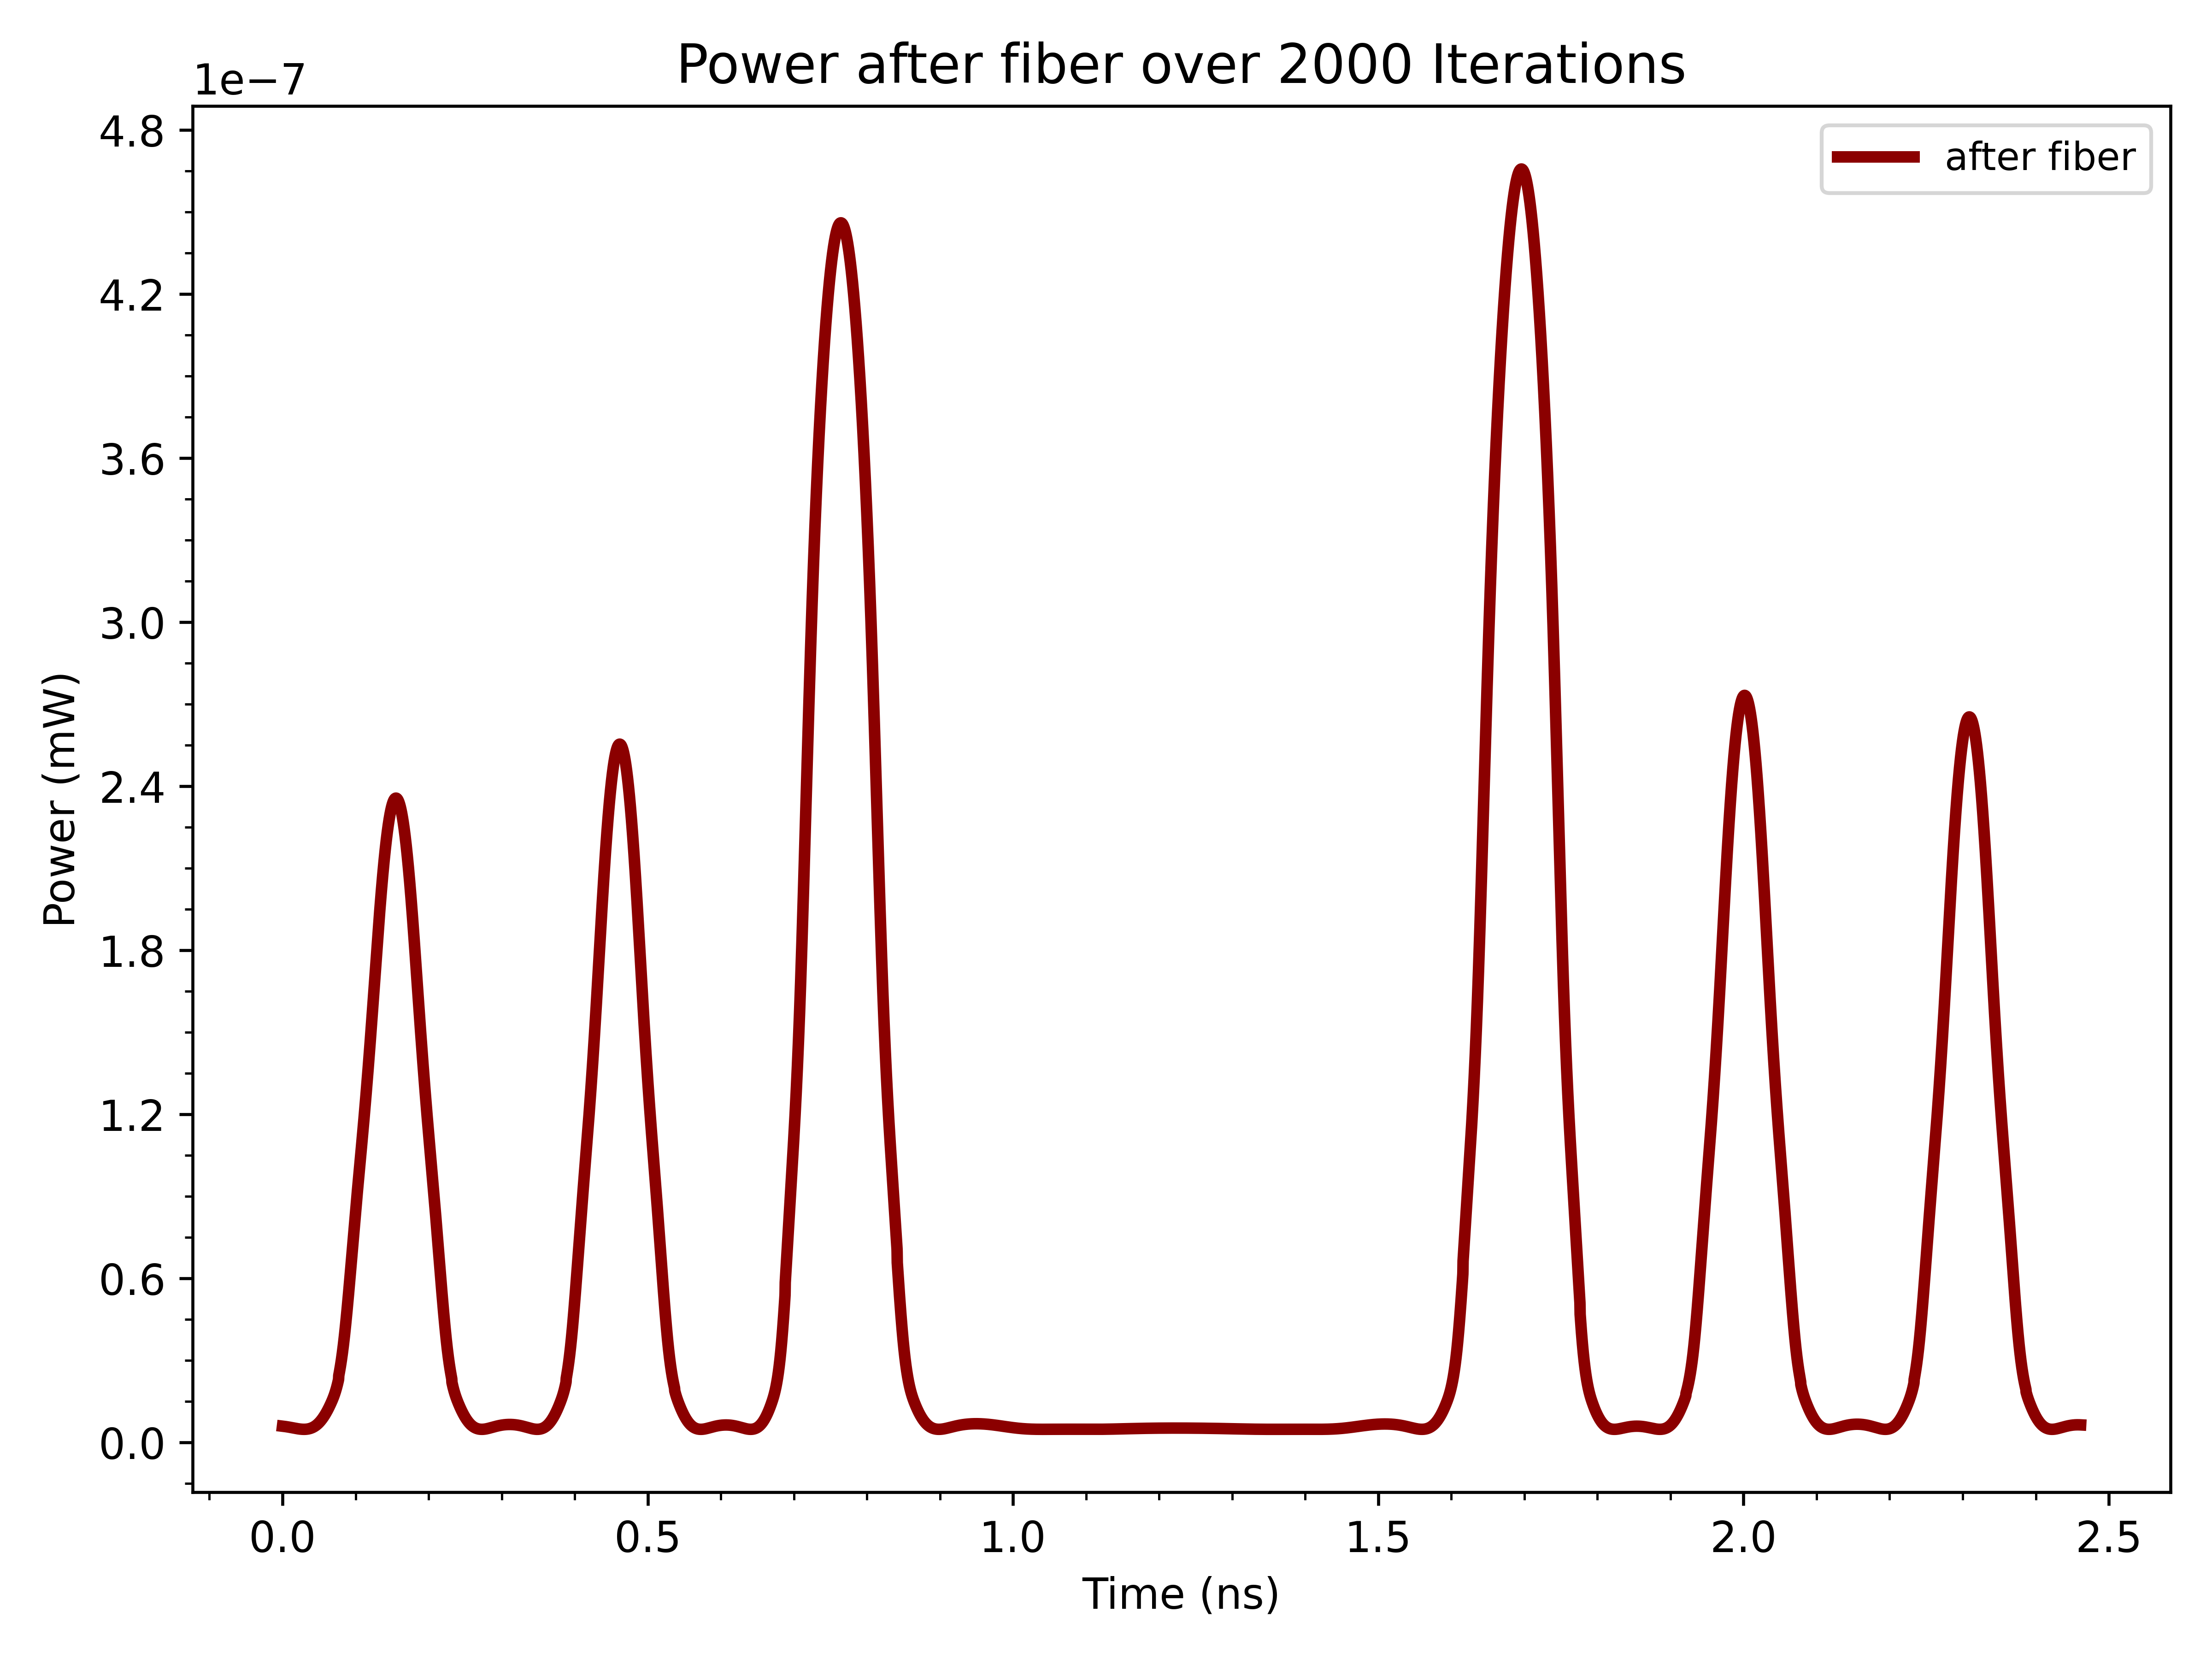 Power after fiber over 2000 Iterations
1e−7
after fiber
4.8
4.2
3.6
3.0
2.4
1.8
1.2
0.6
0.0
Power (mW)
0.0 0.5 1.0 1.5 2.0 2.5
Time (ns)